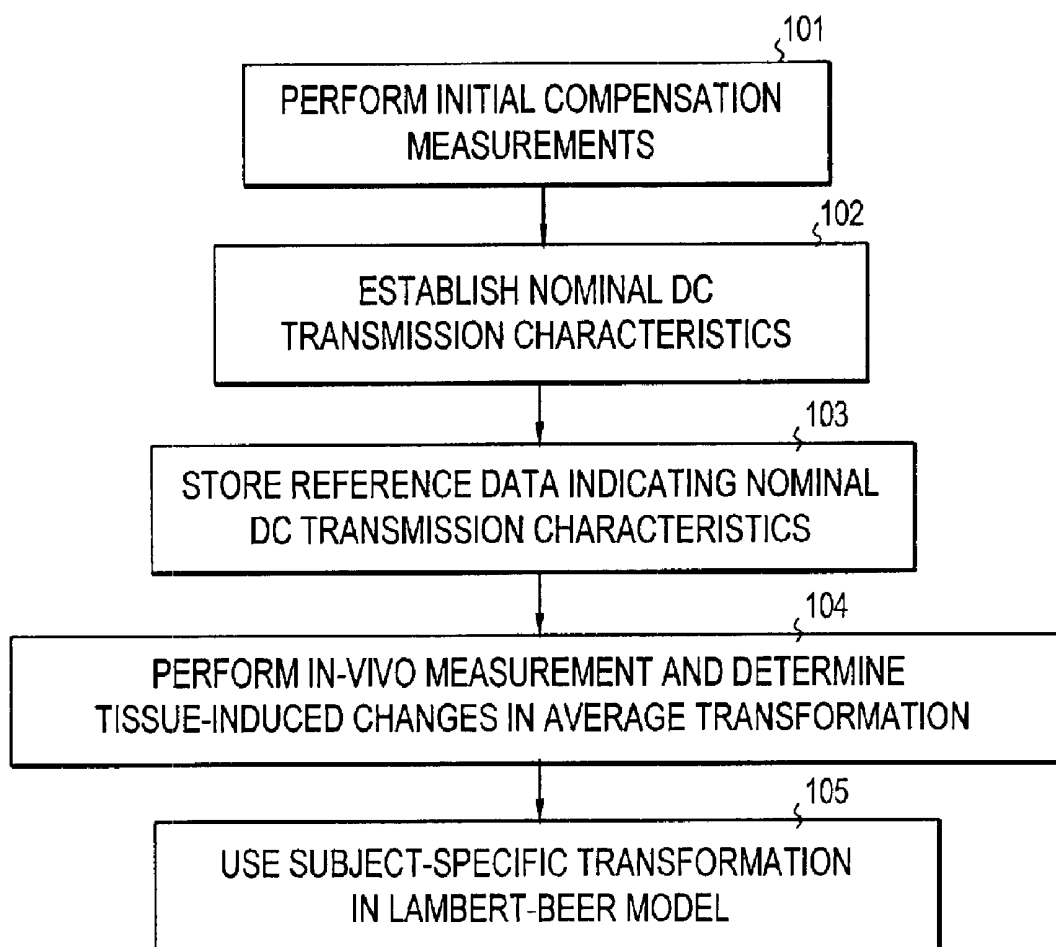 101
PERFORM INITIAL COMPENSATION
MEASUREMENTS
102
ESTABLISH NOMINAL DC
TRANSMISSION CHARACTERISTICS
103
STORE REFERENCE DATA INDICATING NOMINAL
DC TRANSMISSION CHARACTERISTICS
104
PERFORM IN-VIVO MEASUREMENT AND DETERMINE
TISSUE-INDUCED CHANGES IN AVERAGE TRANSFORMATION
105
USE SUBJECT-SPECIFIC TRANSFORMATION
IN LAMBERT-BEER MODEL